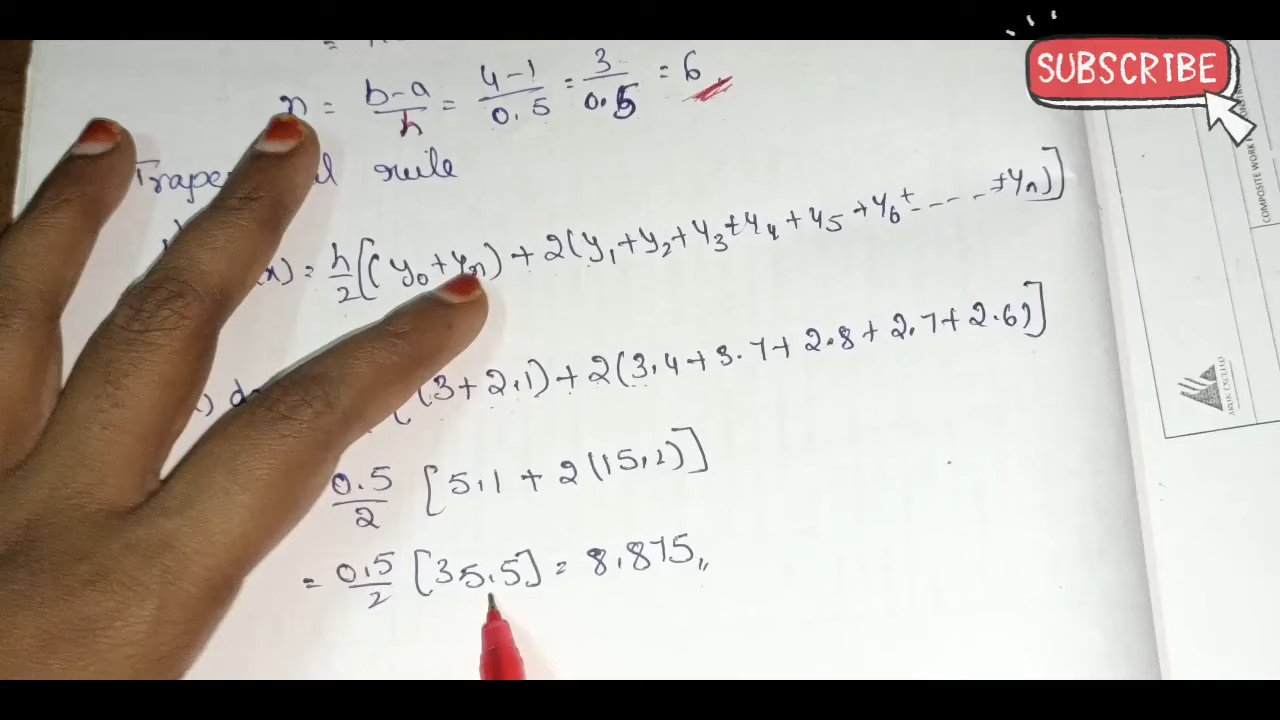 SUBSCRIBE
n = b-a/h = 4-1/0.5 = 3/0.5 = 6
rule
= h/2 [(y₀+yₙ) + 2(y₁+y₂+y₃+y₄+y₅+y₆+-----+yₙ)]
(3+2.1)+2(3.4+3.7+2.8+2.7+2.6)]
0.5/2 [5.1+2(15.2)]
= 0.5/2 [35.5] = 8.875,,
COMPOSITE WORK